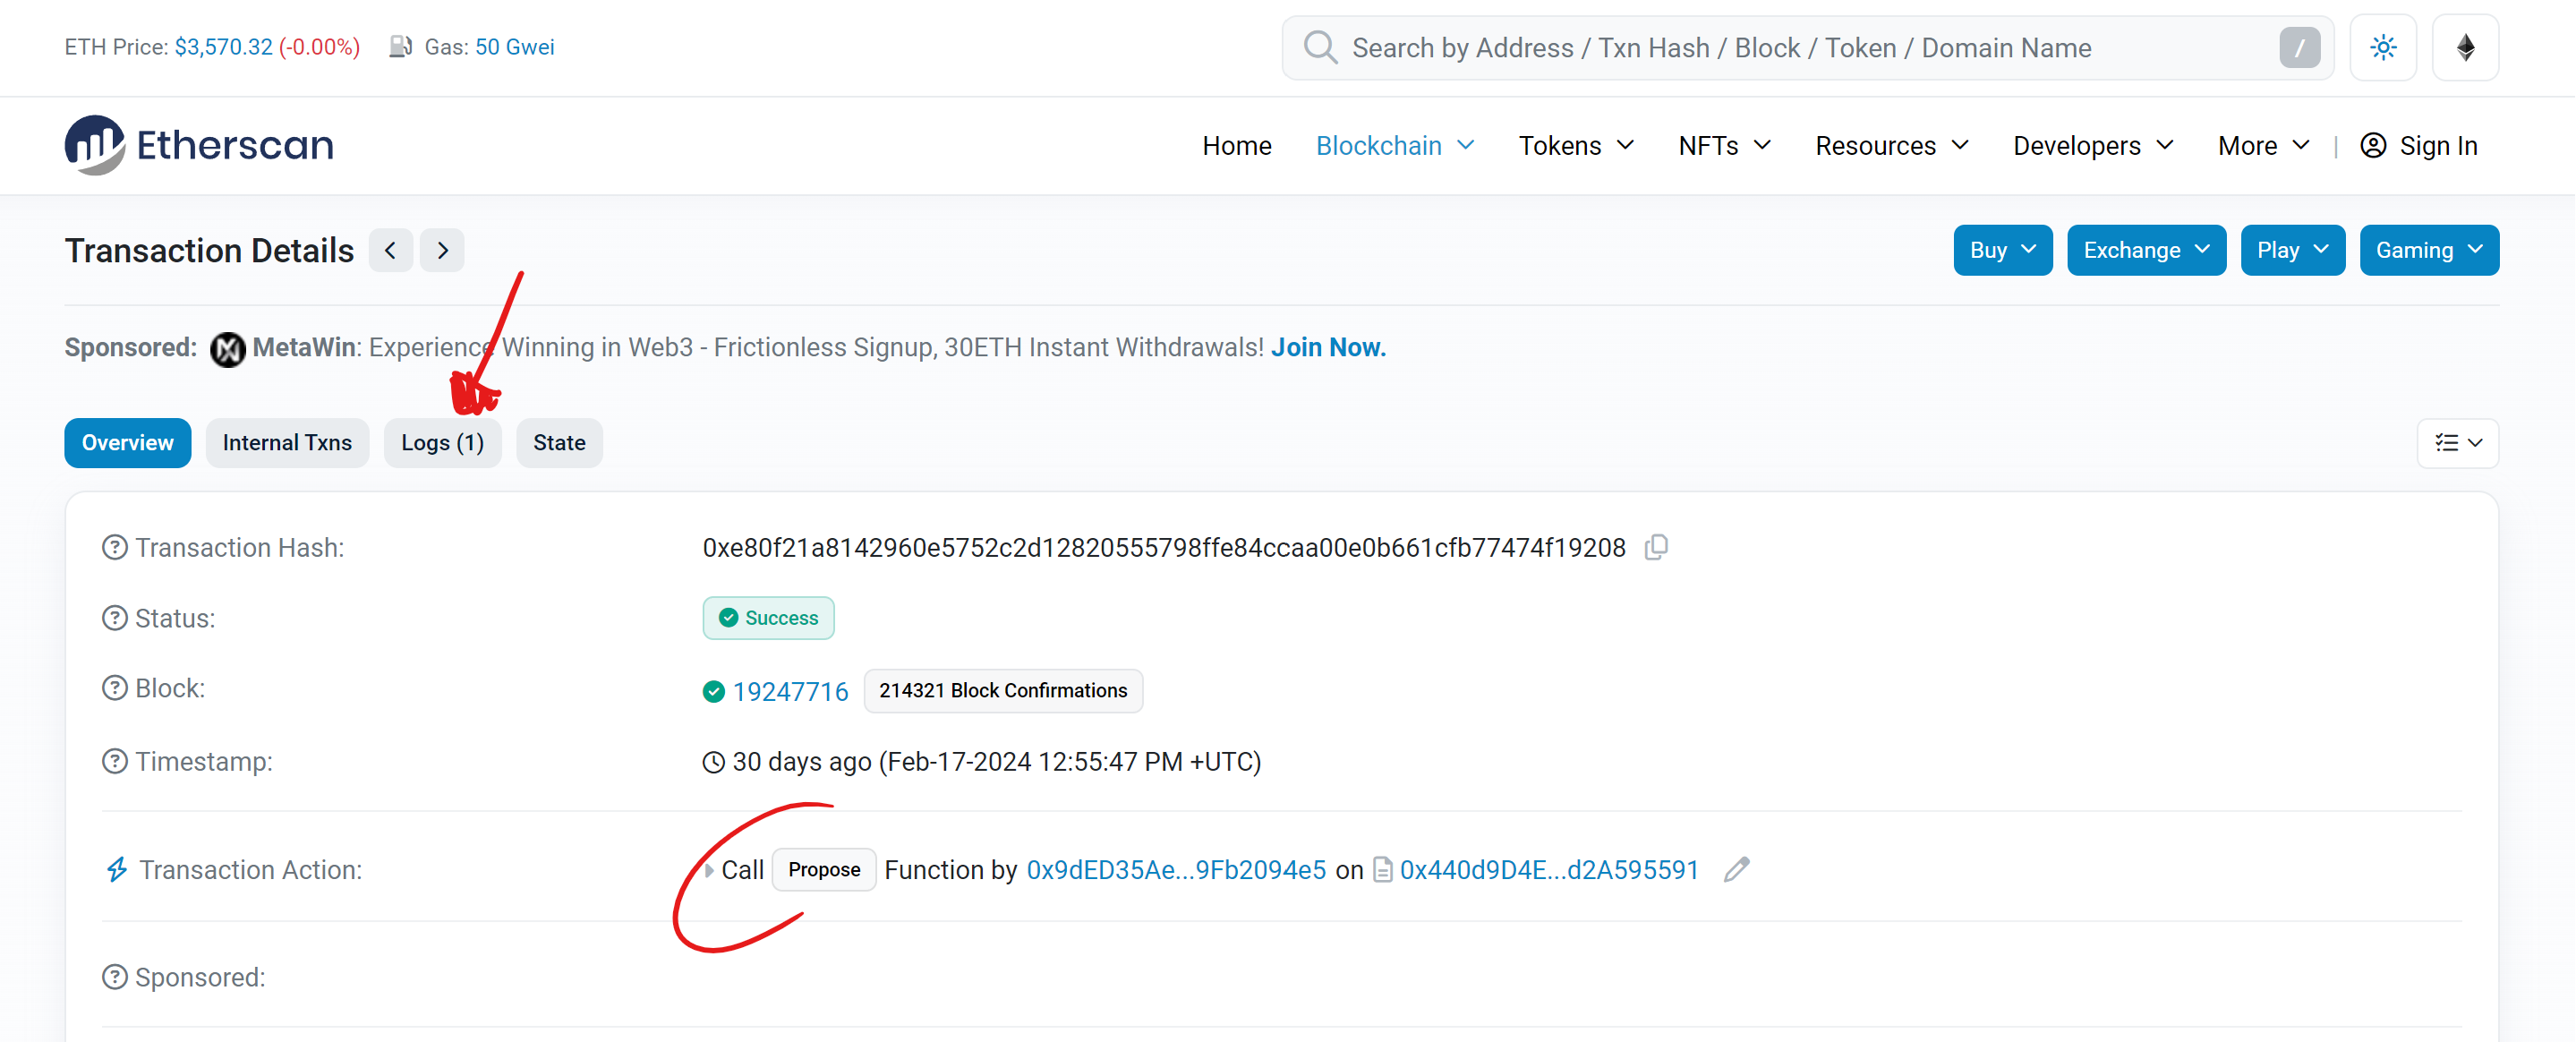 ETH Price: $3,570.32 (-0.00%) Gas: 50 Gwei
Search by Address / Txn Hash / Block / Token / Domain Name /
Etherscan
Home Blockchain Tokens NFTs Resources Developers More | Sign In
Transaction Details
Buy Exchange Play Gaming
Sponsored: MetaWin: Experience Winning in Web3 - Frictionless Signup, 30ETH Instant Withdrawals! Join Now.
Overview Internal Txns Logs (1) State
Transaction Hash: 0xe80f21a8142960e5752c2d12820555798ffe84ccaa00e0b661cfb77474f19208
Status: Success
Block: 19247716 214321 Block Confirmations
Timestamp: 30 days ago (Feb-17-2024 12:55:47 PM +UTC)
Transaction Action: Call Propose Function by 0x9dED35Ae...9Fb2094e5 on 0x440d9D4E...d2A595591
Sponsored: